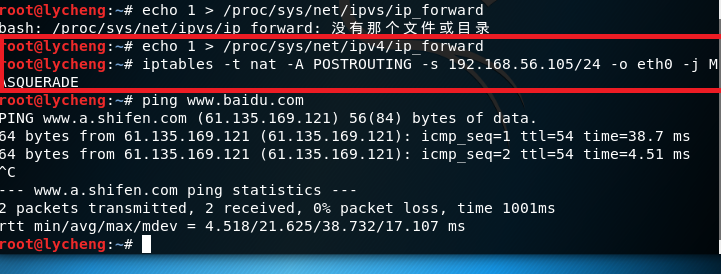 root@lycheng:~# echo 1 > /proc/sys/net/ipvs/ip_forward
bash: /proc/sys/net/ipvs/ip_forward: 没有那个文件或目录
root@lycheng:~# echo 1 > /proc/sys/net/ipv4/ip_forward
root@lycheng:~# iptables -t nat -A POSTROUTING -s 192.168.56.105/24 -o eth0 -j M
ASQUERADE
root@lycheng:~# ping www.baidu.com
PING www.a.shifen.com (61.135.169.121) 56(84) bytes of data.
64 bytes from 61.135.169.121 (61.135.169.121): icmp_seq=1 ttl=54 time=38.7 ms
64 bytes from 61.135.169.121 (61.135.169.121): icmp_seq=2 ttl=54 time=4.51 ms
^C
--- www.a.shifen.com ping statistics ---
2 packets transmitted, 2 received, 0% packet loss, time 1001ms
rtt min/avg/max/mdev = 4.518/21.625/38.732/17.107 ms
root@lycheng:~#